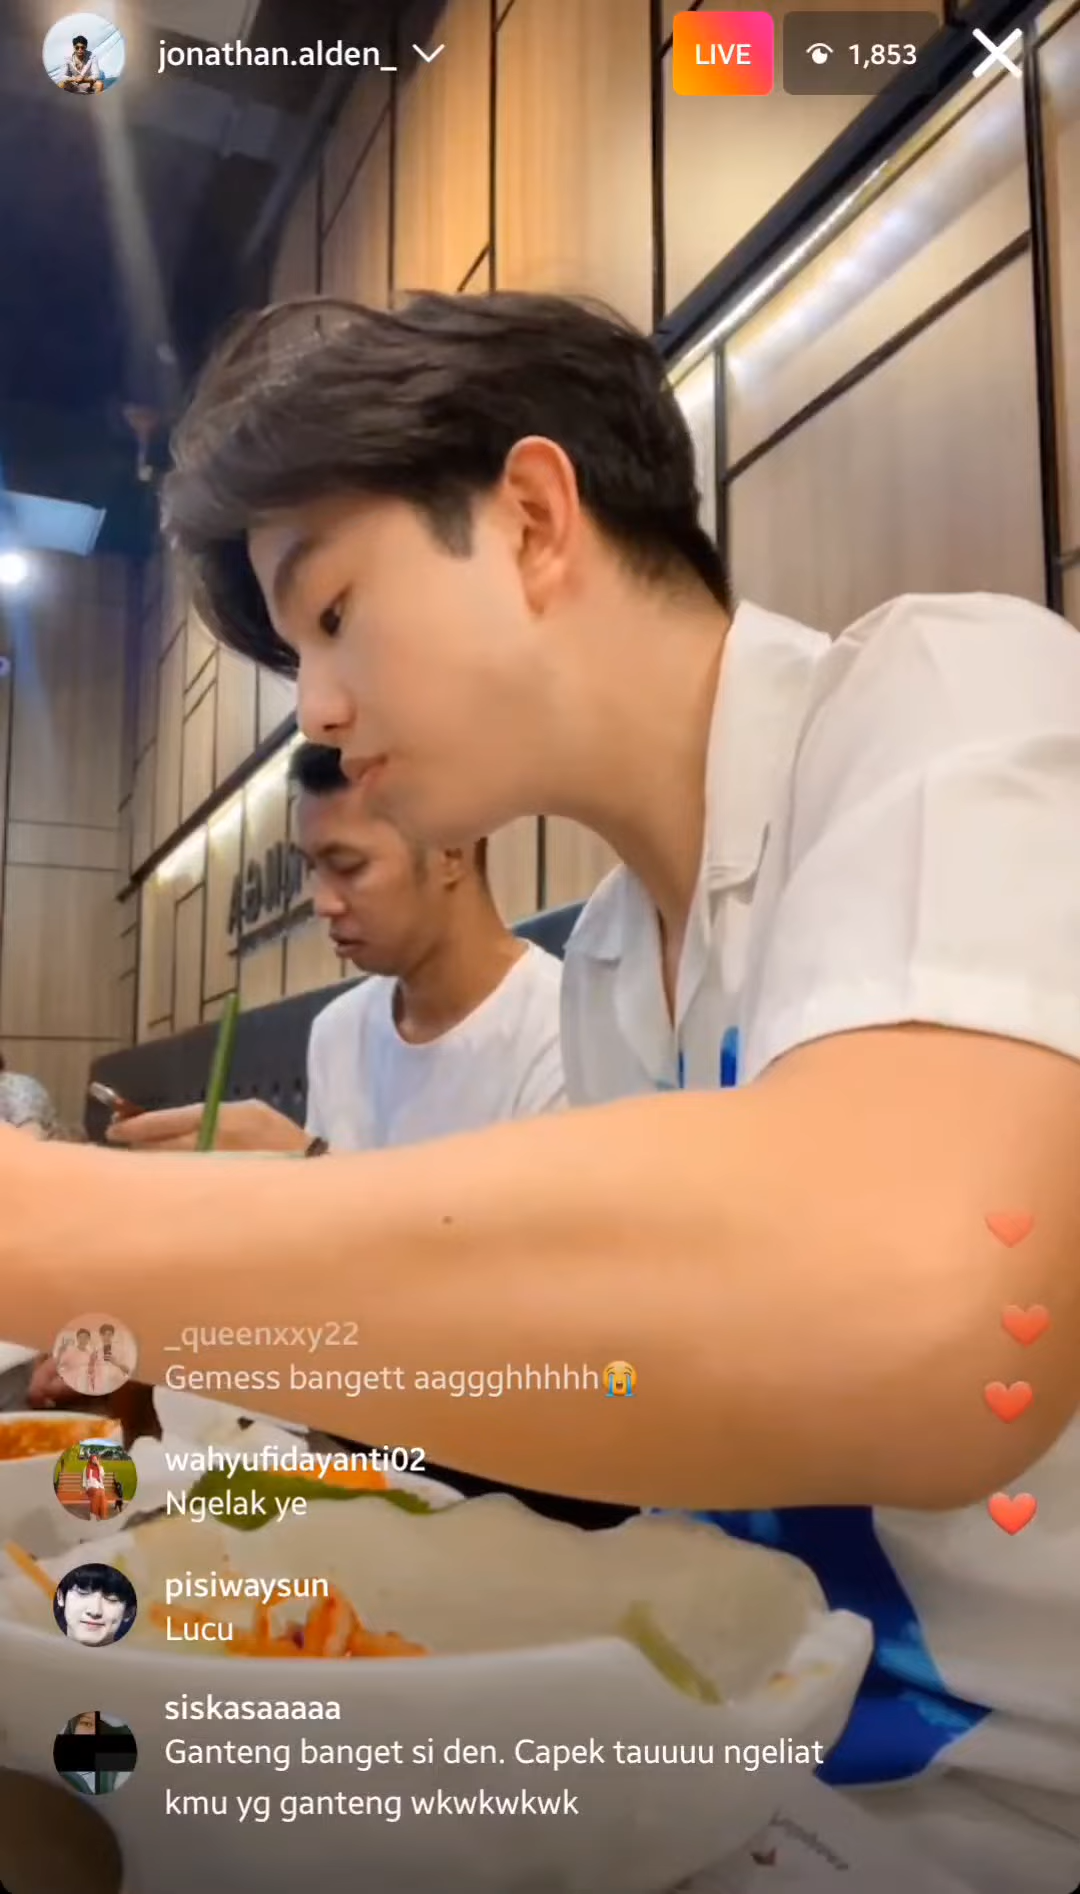 jonathan.alden_
LIVE
1,853
_queenxxy22
Gemess bangett aaggghhhhh😭
wahyufidayanti02
Ngelak ye
pisiwaysun
Lucu
siskasaaaaa
Ganteng banget si den. Capek tauuuu ngeliat
kmu yg ganteng wkwkwkwk